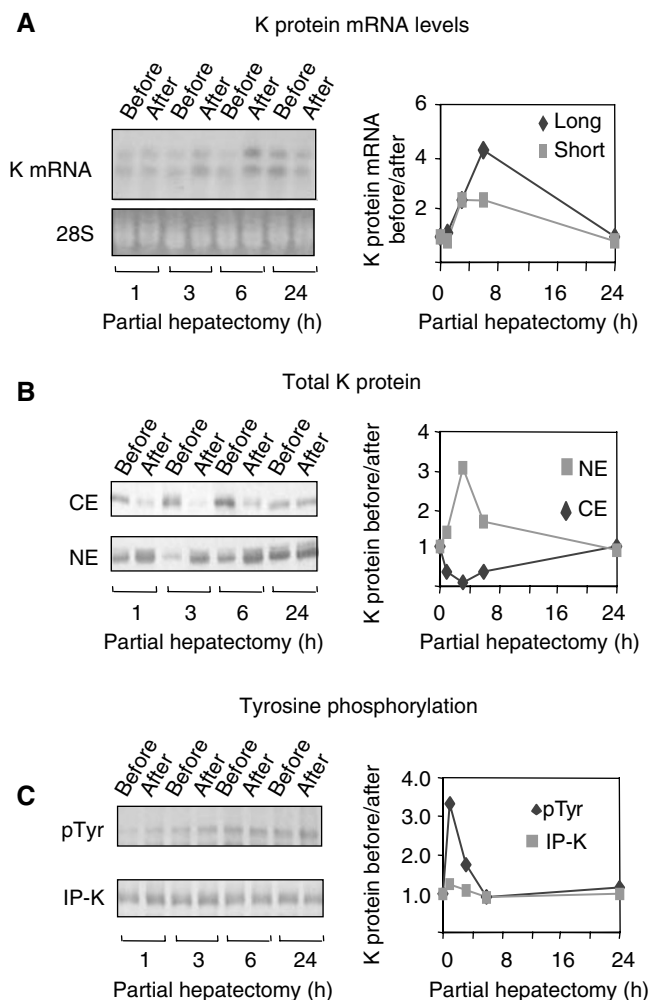 A
K protein mRNA levels
Before After Before After Before After Before After
K mRNA
28S
1 3 6 24
Partial hepatectomy (h)
K protein mRNA
before/after
6
4
2
1
Long
Short
0 8 16 24
Partial hepatectomy (h)
B
Total K protein
Before After Before After Before After Before After
CE
NE
1 3 6 24
Partial hepatectomy (h)
K protein before/after
4
3
2
1
NE
CE
0 8 16 24
Partial hepatectomy (h)
Tyrosine phosphorylation
C
Before After Before After Before After Before After
pTyr
IP-K
1 3 6 24
Partial hepatectomy (h)
K protein before/after
4.0
3.0
2.0
1.0
pTyr
IP-K
0 8 16 24
Partial hepatectomy (h)